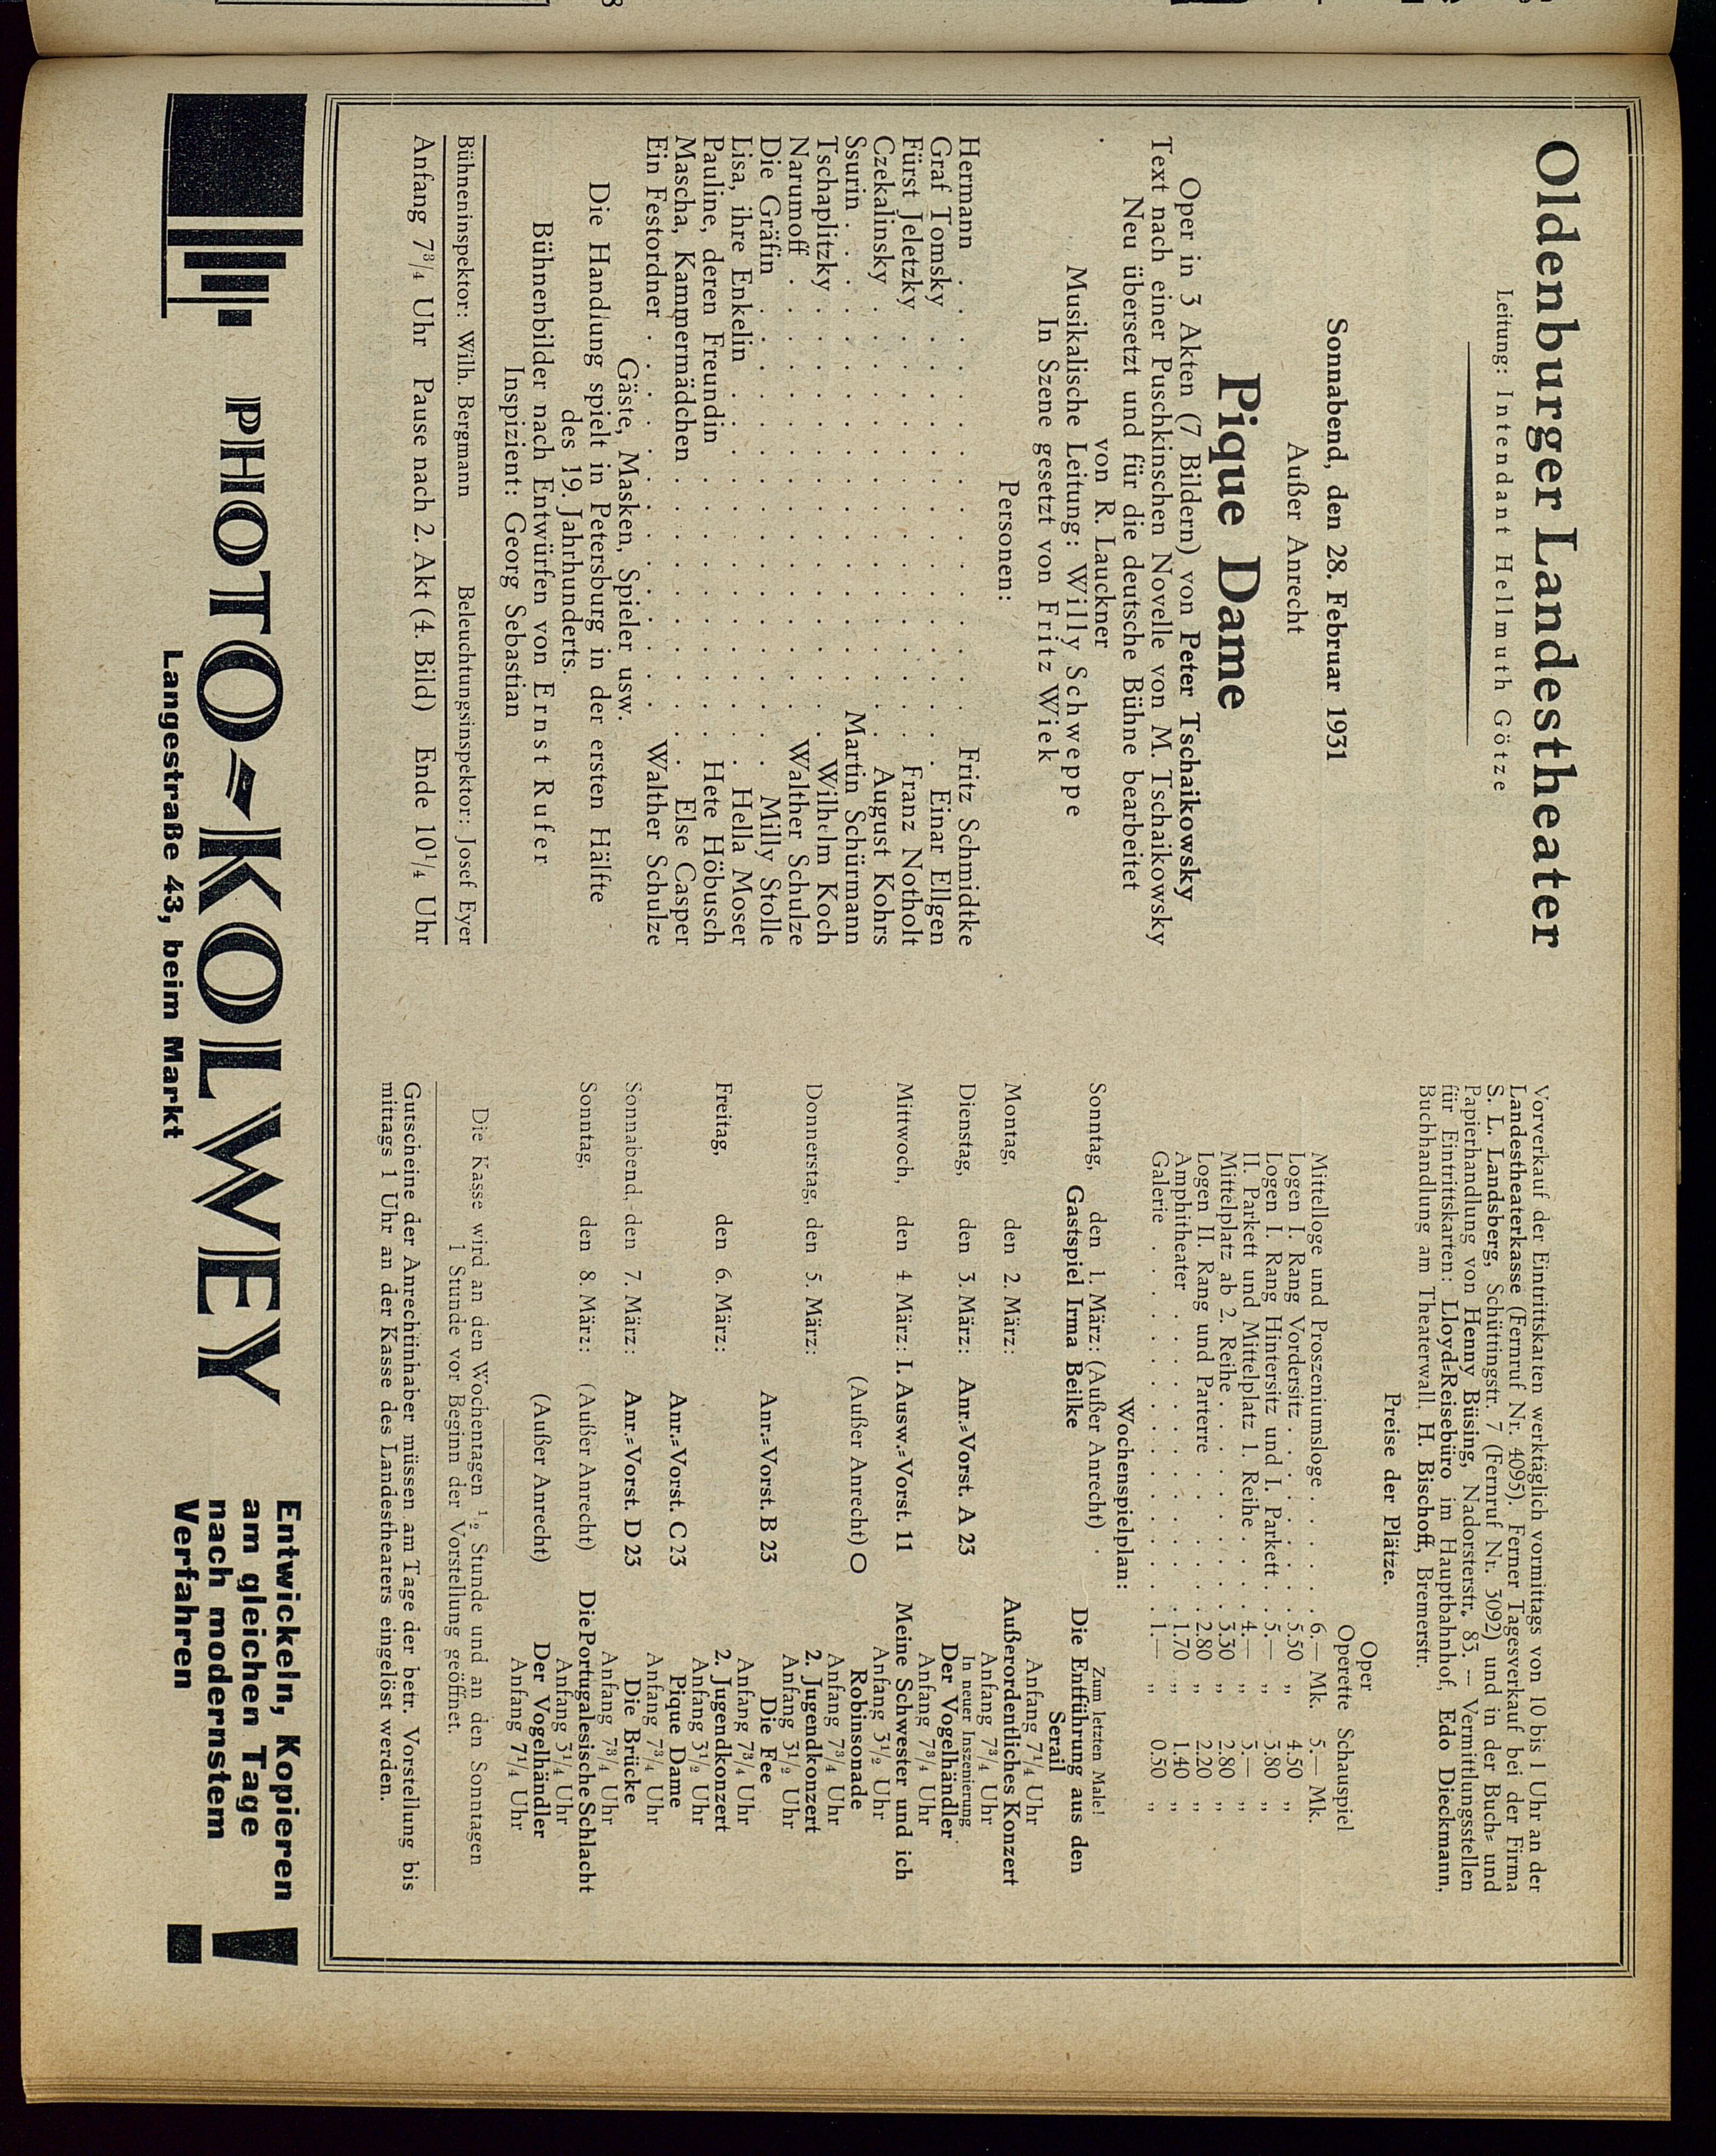 Oldenburger Landestheater
Leitung: Intendant Hellmuth Götze
Sonnabend, den 28. Februar 1931
Außer Anrecht
Pique Dame
Oper in 3 Akten (7 Bildern) von Peter Tschaikowsky
Text nach einer Puschkinschen Novelle von M. Tschaikowsky
Neu übersetzt und für die deutsche Bühne bearbeitet
von R. Lauckner
Musikalische Leitung: Willy Schweppe
In Szene gesetzt von Fritz Wiek
Personen:
Hermann . . . . . . . . . . Fritz Schmidtke
Graf Tomsky . . . . . . . . . . Einar Ellgen
Fürst Jeletzky . . . . . . . . . . Franz Notholt
Czekalinsky . . . . . . . . . . August Kohrs
Ssurin . . . . . . . . . . Martin Schürmann
Tschaplitzky . . . . . . . . . . Wilhelm Koch
Narumoff . . . . . . . . . . Walther Schulze
Die Gräfin . . . . . . . . . . Milly Stolle
Lisa, ihre Enkelin . . . . . . . . . . Hella Moser
Pauline, deren Freundin . . . . . . . . Hete Höbusch
Mascha, Kammermädchen . . . . . . . . Else Casper
Ein Festordner . . . . . . . . . . Walther Schulze
Gäste, Masken, Spieler usw.
Die Handlung spielt in Petersburg in der ersten Hälfte
des 19. Jahrhunderts.
Bühnenbilder nach Entwürfen von Ernst Rufer
Inspizient: Georg Sebastian
Bühneninspektor: Wilh. Bergmann Beleuchtungsinspektor: Josef Eyer
Anfang 7³/₄ Uhr Pause nach 2. Akt (4. Bild) Ende 10¹/₄ Uhr
Vorverkauf der Eintrittskarten werktäglich vormittags von 10 bis 1 Uhr an der
Landestheaterkasse (Fernruf Nr. 4095). Ferner Tagesverkauf bei der Firma
S. L. Landsberg, Schüttingstr. 7 (Fernruf Nr. 3092) und in der Buch- und
Papierhandlung von Henny Büsing, Nadorsterstr. 83. — Vermittlungsstellen
für Eintrittskarten: Lloyd-Reisebüro im Hauptbahnhof, Edo Dieckmann,
Buchhandlung am Theaterwall, H. Bischoff, Bremerstr.
Preise der Plätze.
Oper
Operette Schauspiel
Mittelloge und Proszeniumsloge . . . . . 6.— Mk. 5.— Mk.
Logen I. Rang Vordersitz . . . . . . . 5.50 „ 4.50 „
Logen I. Rang Hintersitz und I. Parkett . . 5.— „ 3.80 „
II. Parkett und Mittelplatz 1. Reihe . . . 4.— „ 3.— „
Mittelplatz ab 2. Reihe . . . . . . . 3.30 „ 2.80 „
Logen II. Rang und Parterre . . . . . 2.80 „ 2.20 „
Amphitheater . . . . . . . . . . 1.70 „ 1.40 „
Galerie . . . . . . . . . . . . 1.— „ 0.50 „
Wochenspielplan:
Sonntag, den 1. März: (Außer Anrecht) Zum letzten Male!
Gastspiel Irma Beilke Die Entführung aus den
Serail
Anfang 7¹/₄ Uhr
Montag, den 2. März: Außerordentliches Konzert
Anfang 7³/₄ Uhr
In neuer Inszenierung
Dienstag, den 3. März: Anr.-Vorst. A 23 Der Vogelhändler
Anfang 7³/₄ Uhr
Mittwoch, den 4. März: I. Ausw.-Vorst. 11 Meine Schwester und ich
Anfang 3¹/₂ Uhr
(Außer Anrecht) O Robinsonade
Anfang 7³/₄ Uhr
Donnerstag, den 5. März: 2. Jugendkonzert
Anfang 3¹/₂ Uhr
Anr.-Vorst. B 23 Die Fee
Anfang 7³/₄ Uhr
Freitag, den 6. März: 2. Jugendkonzert
Anfang 3¹/₂ Uhr
Anr.-Vorst. C 23 Pique Dame
Anfang 7³/₄ Uhr
Sonnabend, den 7. März: Anr.-Vorst. D 23 Die Brücke
Anfang 7³/₄ Uhr
Sonntag, den 8. März: (Außer Anrecht) Die Portugalesische Schlacht
Anfang 3¹/₄ Uhr
(Außer Anrecht) Der Vogelhändler
Anfang 7¹/₄ Uhr
Die Kasse wird an den Wochentagen ¹/₂ Stunde und an den Sonntagen
1 Stunde vor Beginn der Vorstellung geöffnet.
Gutscheine der Anrechtinhaber müssen am Tage der betr. Vorstellung bis
mittags 1 Uhr an der Kasse des Landestheaters eingelöst werden.
PHOTO-KOLWEY
Langestraße 43, beim Markt
Entwickeln, Kopieren
am gleichen Tage
nach modernstem
Verfahren !